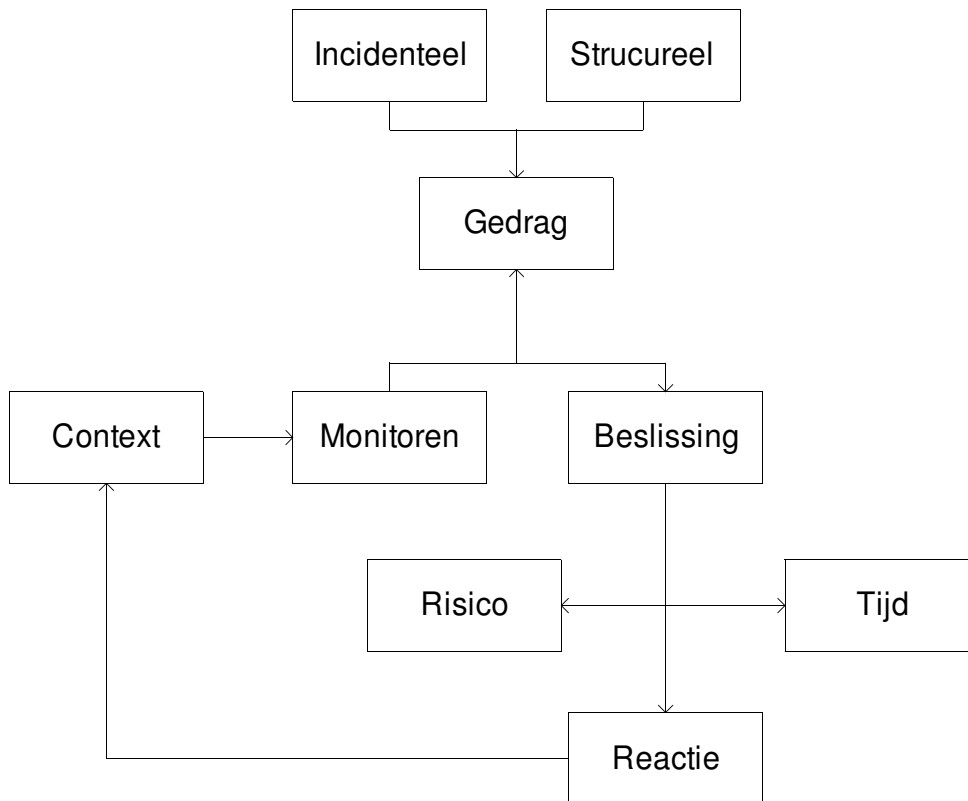 Incidenteel
Strucureel
Gedrag
Context
Monitoren
Beslissing
Risico
Tijd
Reactie